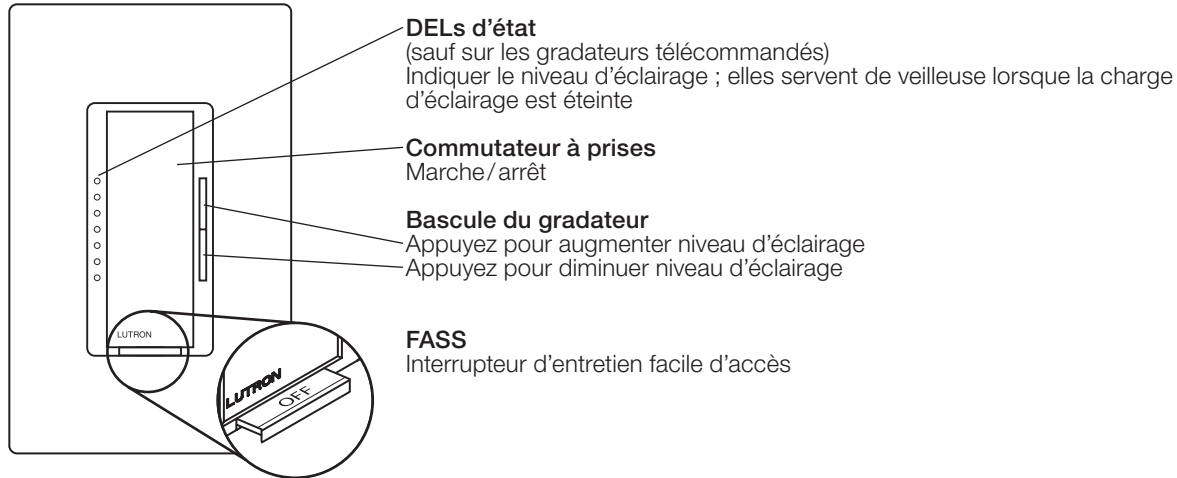 DELs d’état
(sauf sur les gradateurs télécommandés)
Indiquer le niveau d’éclairage ; elles servent de veilleuse lorsque la charge
d’éclairage est éteinte
Commutateur à prises
Marche/arrêt
Bascule du gradateur
Appuyez pour augmenter niveau d’éclairage
Appuyez pour diminuer niveau d’éclairage
FASS
Interrupteur d’entretien facile d’accès
LUTRON
LUTRON
OFF